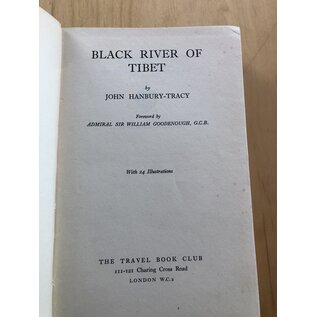 BLACK RIVER OF
TIBET
by
JOHN HANBURY-TRACY
Foreword by
ADMIRAL SIR WILLIAM GOODENOUGH, G.C.B.
With 24 Illustrations
THE TRAVEL BOOK CLUB
111-121 Charing Cross Road
LONDON W.C.2